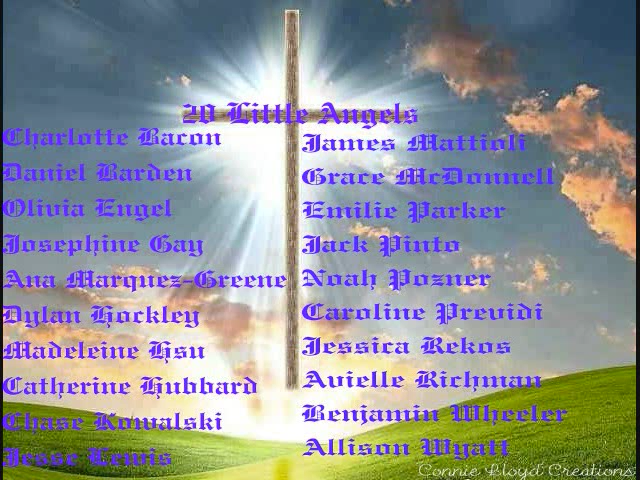 20 Little Angels
Charlotte Bacon
Daniel Barden
Olivia Engel
Josephine Gay
Ana Marquez-Greene
Dylan Hockley
Madeleine Hsu
Catherine Hubbard
Chase Kowalski
Jesse Lewis
James Mattioli
Grace McDonnell
Emilie Parker
Jack Pinto
Noah Pozner
Caroline Previdi
Jessica Rekos
Avielle Richman
Benjamin Wheeler
Allison Wyatt
Connie Lloyd Creations